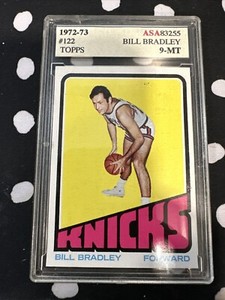 1972-73 ASA83255
#122 BILL BRADLEY
TOPPS 9-MT
KNICKS
BILL BRADLEY FORWARD